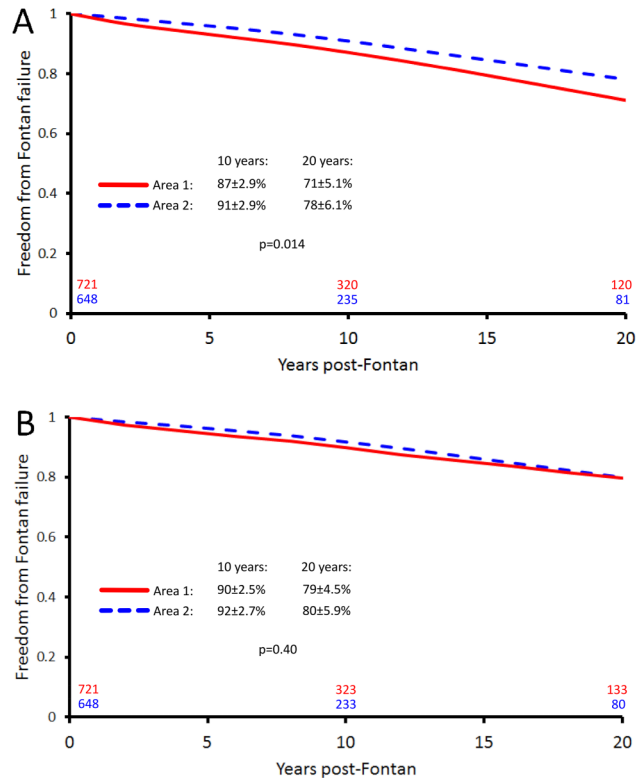 A
Freedom from Fontan failure
1
0.8
0.6
0.4
0.2
0
10 years: 20 years:
Area 1: 87±2.9% 71±5.1%
Area 2: 91±2.9% 78±6.1%
p=0.014
721 320 120
648 235 81
0 5 10 15 20
Years post-Fontan
B
Freedom from Fontan failure
1
0.8
0.6
0.4
0.2
0
10 years: 20 years:
Area 1: 90±2.5% 79±4.5%
Area 2: 92±2.7% 80±5.9%
p=0.40
721 323 133
648 233 80
0 5 10 15 20
Years post-Fontan